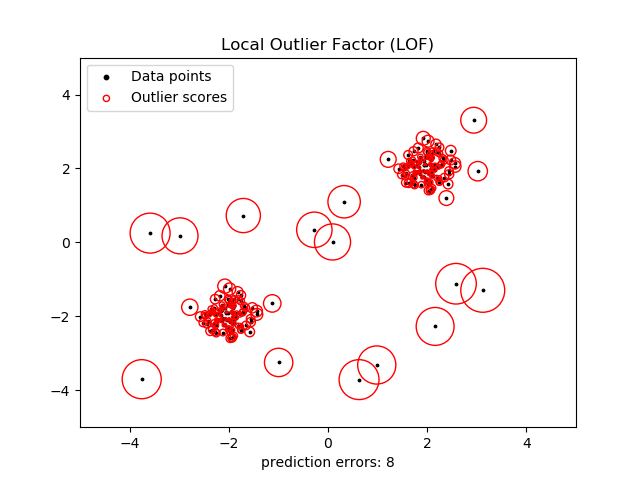 Local Outlier Factor (LOF)
Data points
Outlier scores
4
2
0
−2
−4
−4 −2 0 2 4
prediction errors: 8